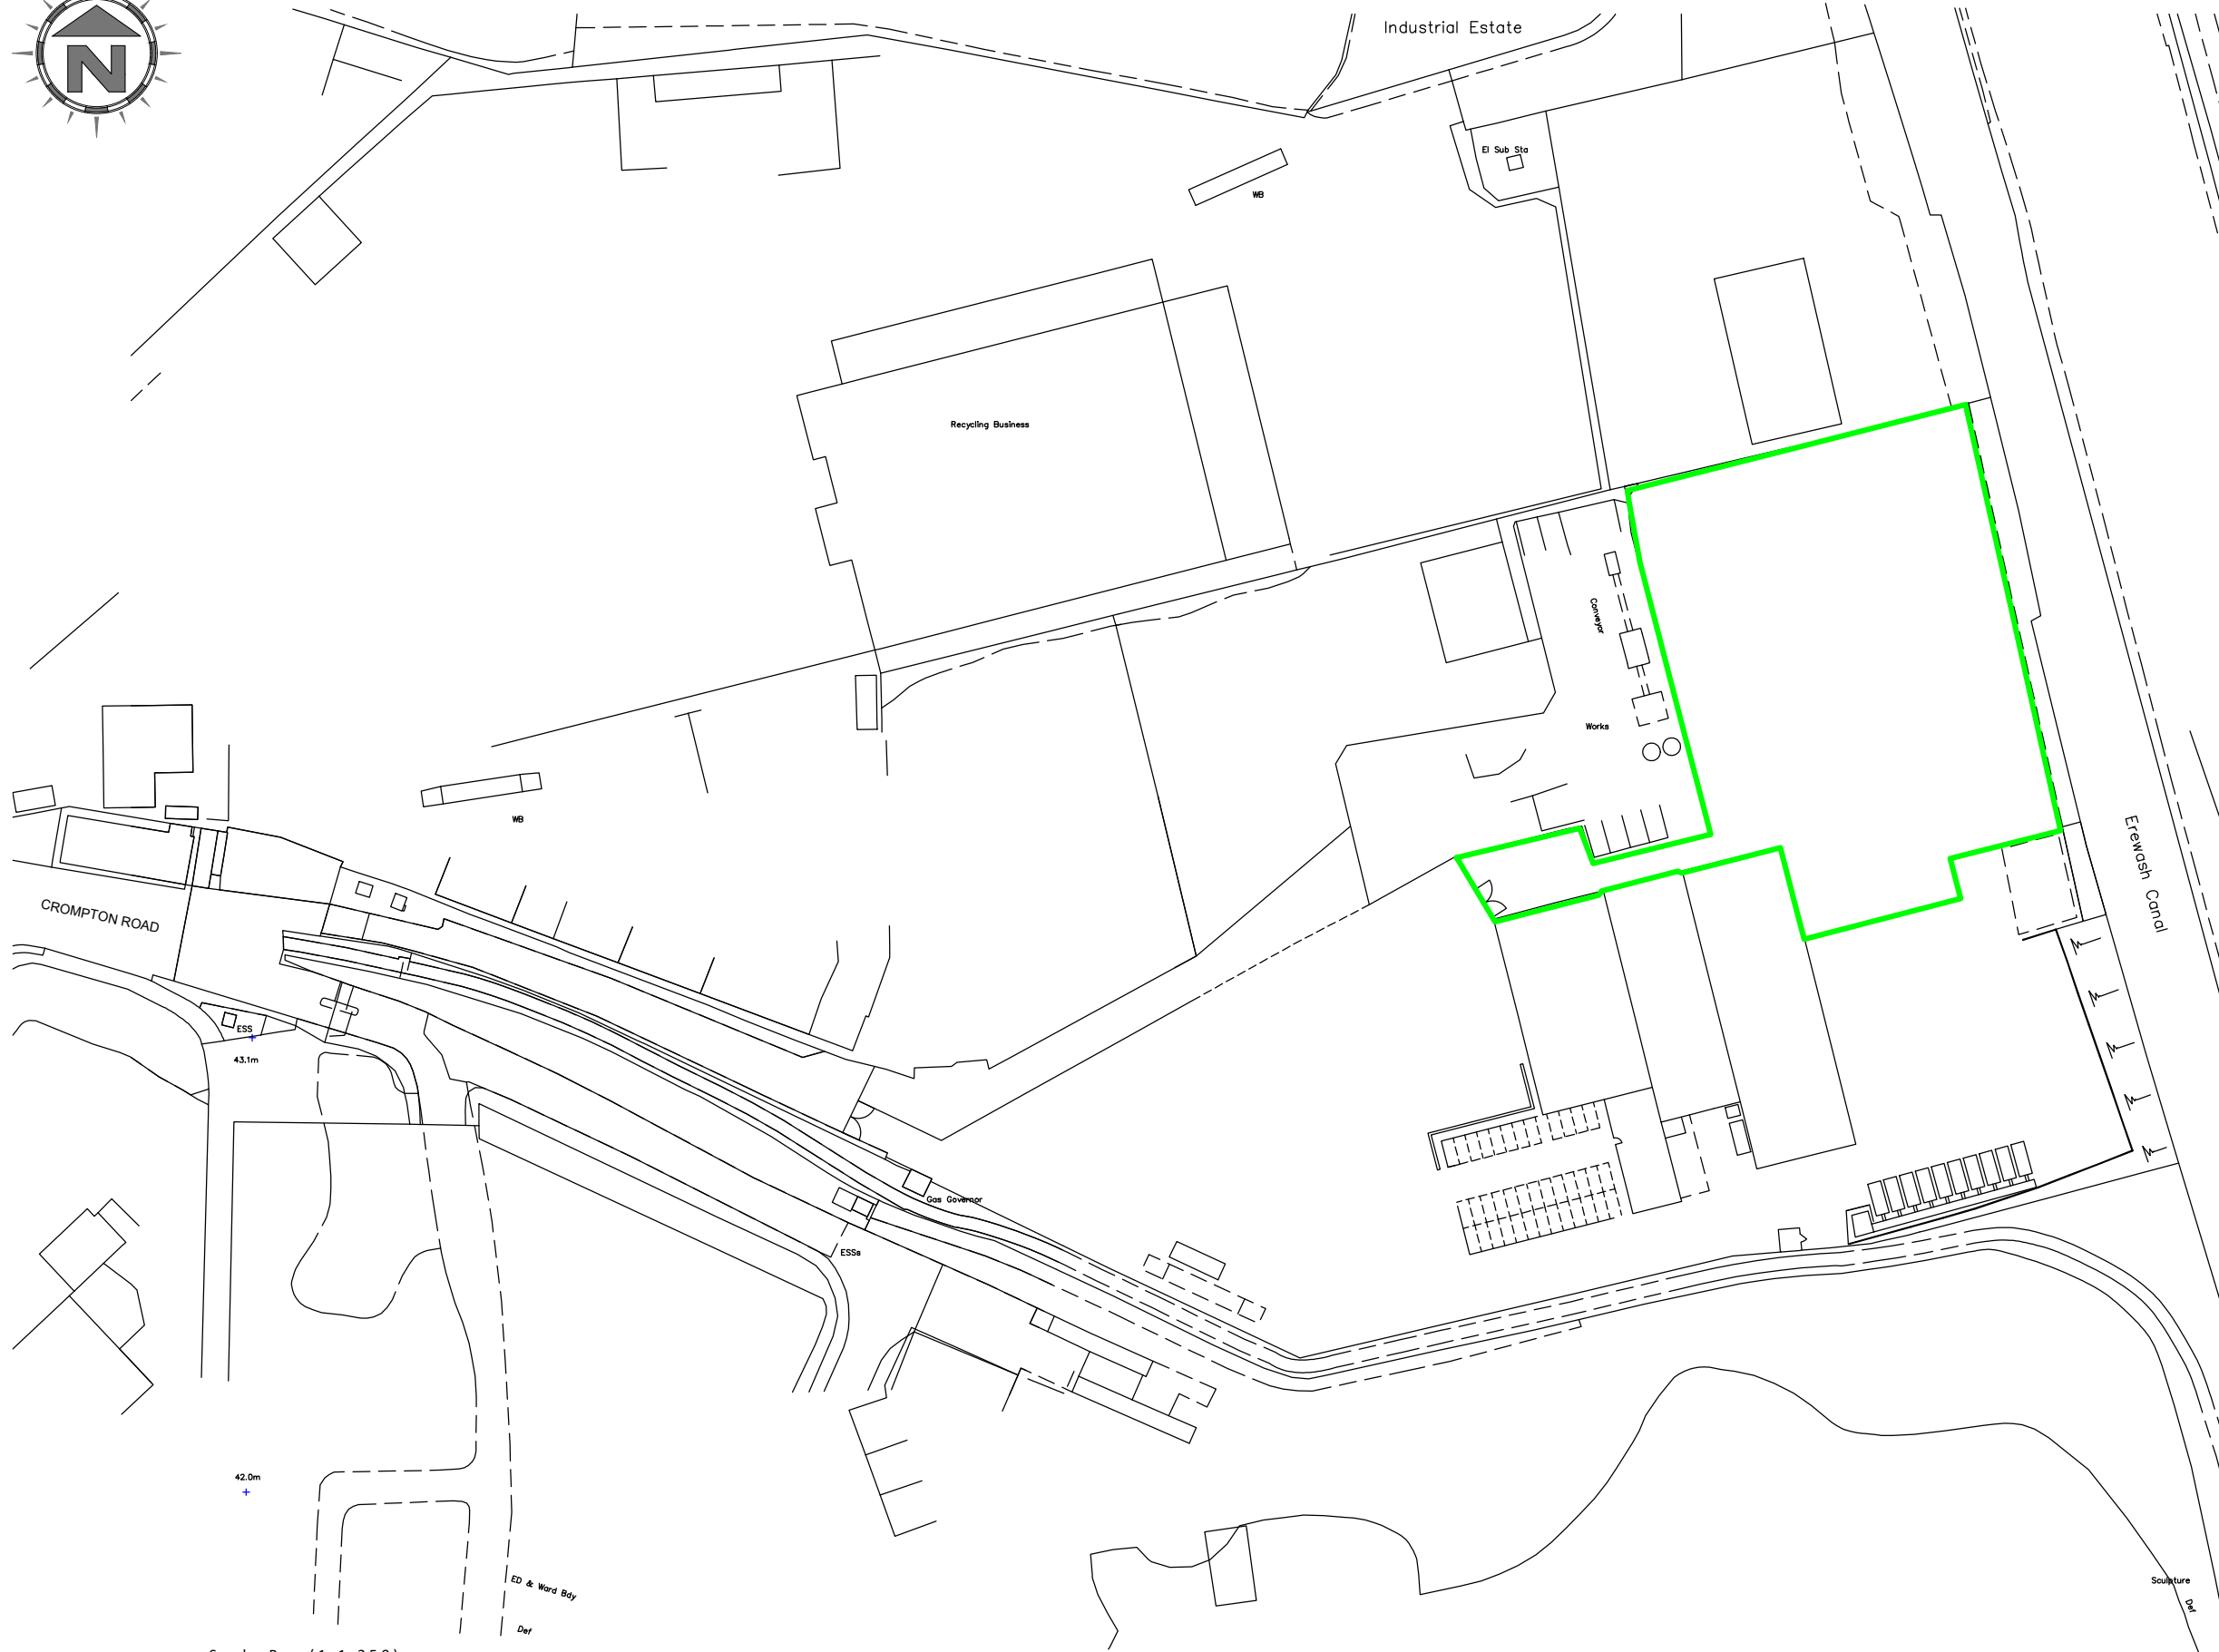 N
Industrial Estate
El Sub Sta
WB
Recycling Business
Conveyor
Works
WB
Erewash Canal
CROMPTON ROAD
ESS
43.1m
Gas Governor
ESSs
42.0m
ED & Ward Bdy
Def
Sculpture
Def